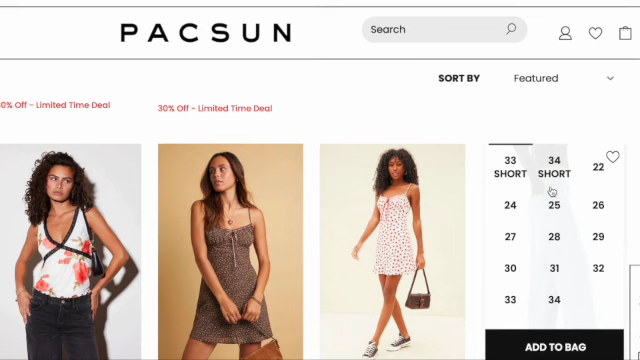 PACSUN
Search
SORT BY Featured
0% Off - Limited Time Deal
30% Off - Limited Time Deal
33 SHORT
34 SHORT
22
24 25 26
27 28 29
30 31 32
33 34
ADD TO BAG